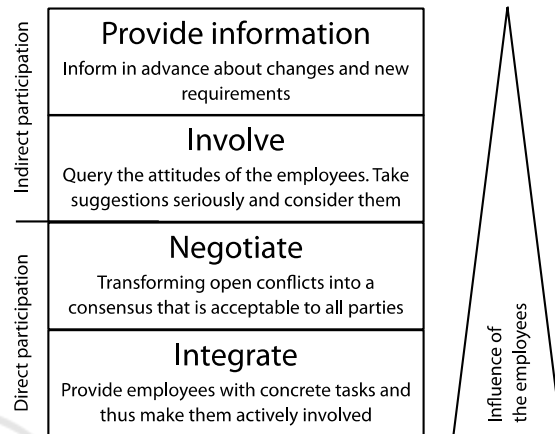 Indirect participation
Provide information
Inform in advance about changes and new
requirements
Involve
Query the attitudes of the employees. Take
suggestions seriously and consider them
Direct participation
Negotiate
Transforming open conflicts into a
consensus that is acceptable to all parties
Integrate
Provide employees with concrete tasks and
thus make them actively involved
Influence of
the employees